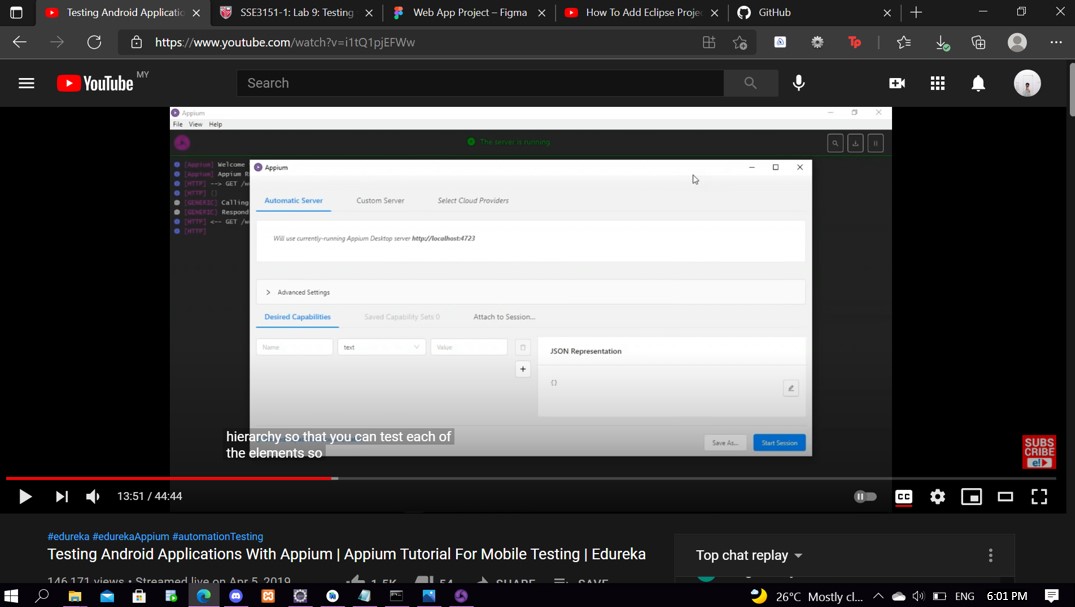 Testing Android Applicatio
SSE3151-1: Lab 9: Testing
Web App Project – Figma
How To Add Eclipse Proje
GitHub
https://www.youtube.com/watch?v=i1tQ1pjEFWw
YouTube MY
Search
Appium
File View Help
The server is running
[Appium] Welcome
[Appium] Appium R
[HTTP] --> GET /w
[HTTP] {}
[GENERIC] Calling
[GENERIC] Respond
[HTTP] <-- GET /w
[HTTP]
Appium
Automatic Server Custom Server Select Cloud Providers
Will use currently-running Appium Desktop server http://localhost:4723
> Advanced Settings
Desired Capabilities Saved Capability Sets 0 Attach to Session...
Name text Value
JSON Representation
{}
hierarchy so that you can test each of
the elements so
Save As... Start Session
SUBS
CRIBE
e!
13:51 / 44:44
CC
#edureka #edurekaAppium #automationTesting
Testing Android Applications With Appium | Appium Tutorial For Mobile Testing | Edureka
Top chat replay
146,171 views • Streamed live on Apr 5, 2019
1.5K 54 SHARE SAVE
26°C Mostly cl... ENG 6:01 PM